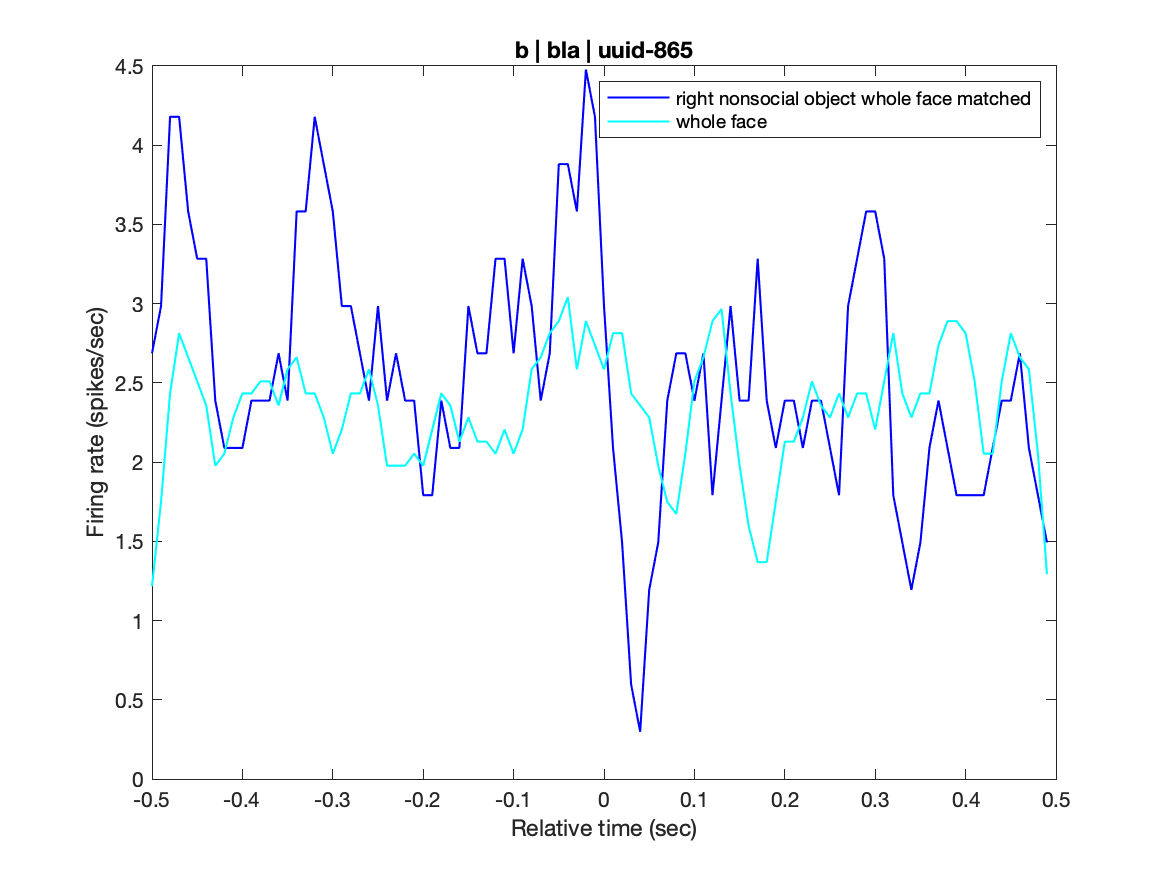 b | bla | uuid-865
right nonsocial object whole face matched
whole face
4.5
4
3.5
3
2.5
2
1.5
1
0.5
0
Firing rate (spikes/sec)
-0.5 -0.4 -0.3 -0.2 -0.1 0 0.1 0.2 0.3 0.4 0.5
Relative time (sec)